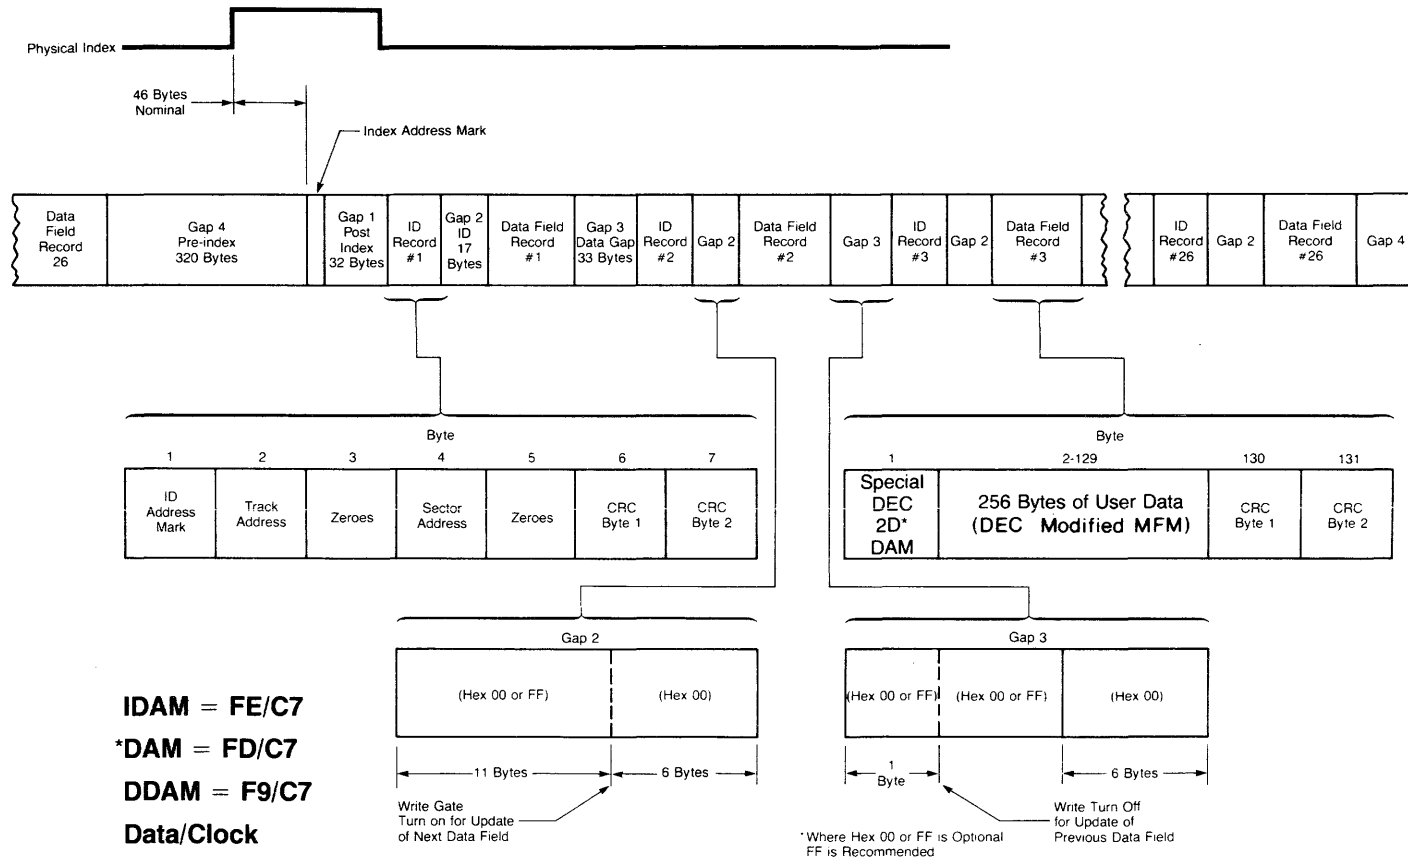 Physical Index
46 Bytes
Nominal
Index Address Mark
Data
Field
Record
26
Gap 4
Pre-index
320 Bytes
Gap 1
Post
Index
32 Bytes
ID
Record
#1
Gap 2
ID
17
Bytes
Data Field
Record
#1
Gap 3
Data Gap
33 Bytes
ID
Record
#2
Gap 2
Data Field
Record
#2
Gap 3
ID
Record
#3
Gap 2
Data Field
Record
#3
ID
Record
#26
Gap 2
Data Field
Record
#26
Gap 4
Byte
1 2 3 4 5 6 7
ID
Address
Mark
Track
Address
Zeroes
Sector
Address
Zeroes
CRC
Byte 1
CRC
Byte 2
Byte
1 2-129 130 131
Special
DEC
2D*
DAM
256 Bytes of User Data
(DEC Modified MFM)
CRC
Byte 1
CRC
Byte 2
Gap 2
(Hex 00 or FF)
(Hex 00)
11 Bytes
6 Bytes
Write Gate
Turn on for Update
of Next Data Field
Gap 3
(Hex 00 or FF)
(Hex 00 or FF)
(Hex 00)
1
Byte
6 Bytes
Write Turn Off
for Update of
Previous Data Field
*Where Hex 00 or FF is Optional
FF is Recommended
IDAM = FE/C7
*DAM = FD/C7
DDAM = F9/C7
Data/Clock